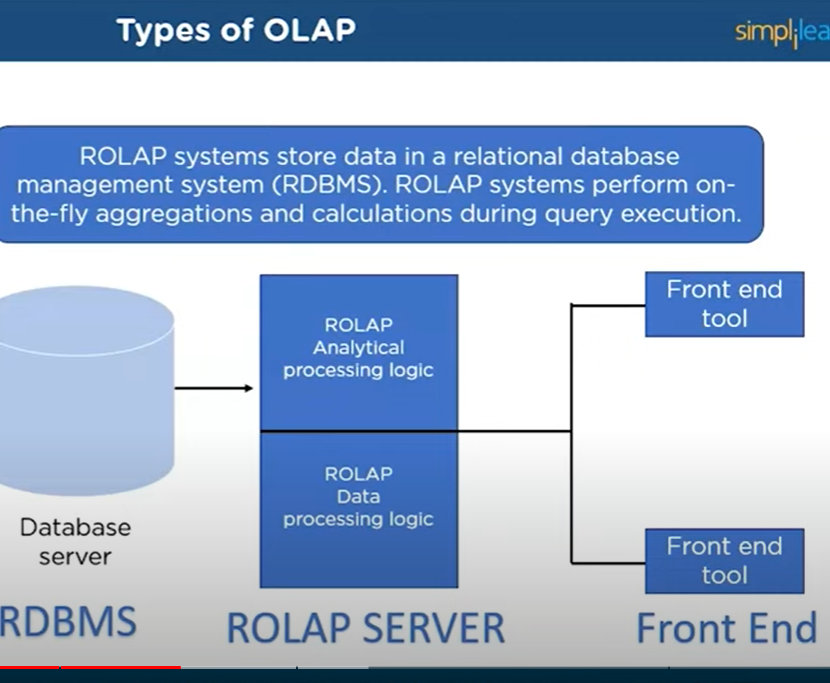 Types of OLAP
simplilea
ROLAP systems store data in a relational database
management system (RDBMS). ROLAP systems perform on-
the-fly aggregations and calculations during query execution.
Front end
tool
ROLAP
Analytical
processing logic
ROLAP
Data
processing logic
Database
server
Front end
tool
RDBMS
ROLAP SERVER
Front End